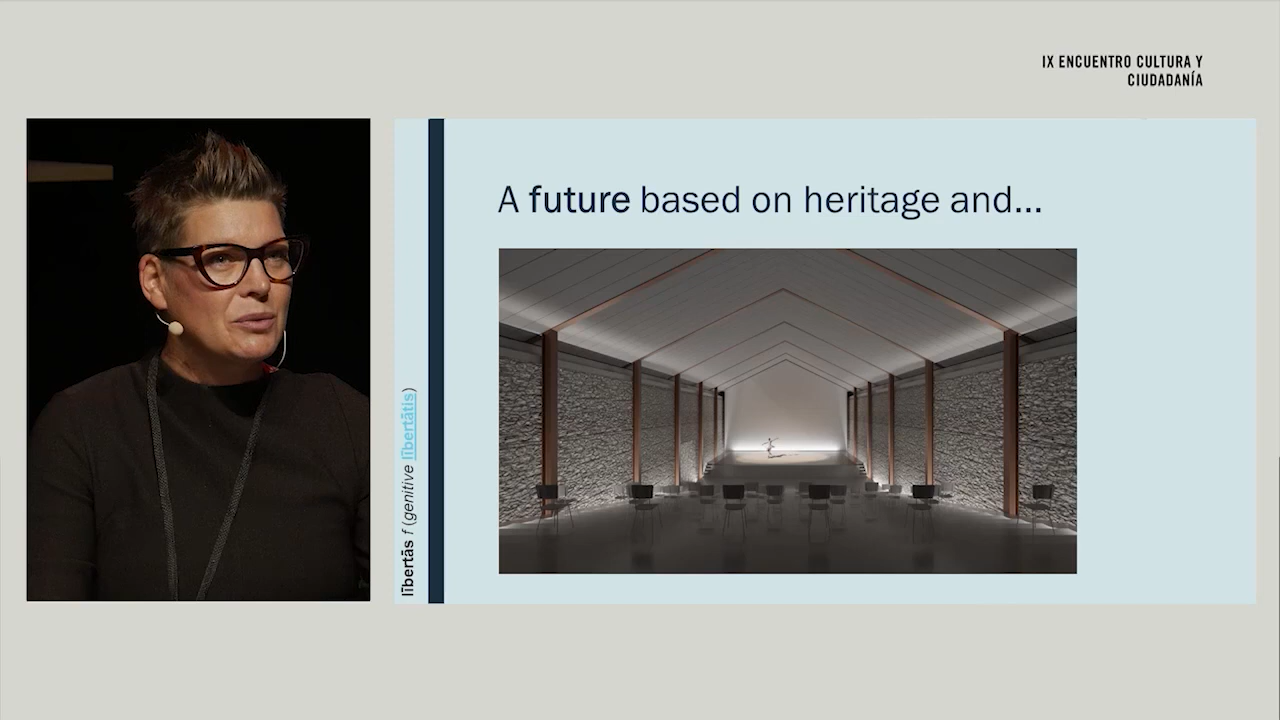 IX ENCUENTRO CULTURA Y
CIUDADANÍA
A future based on heritage and...
lībertās f (genitive lībertātis)